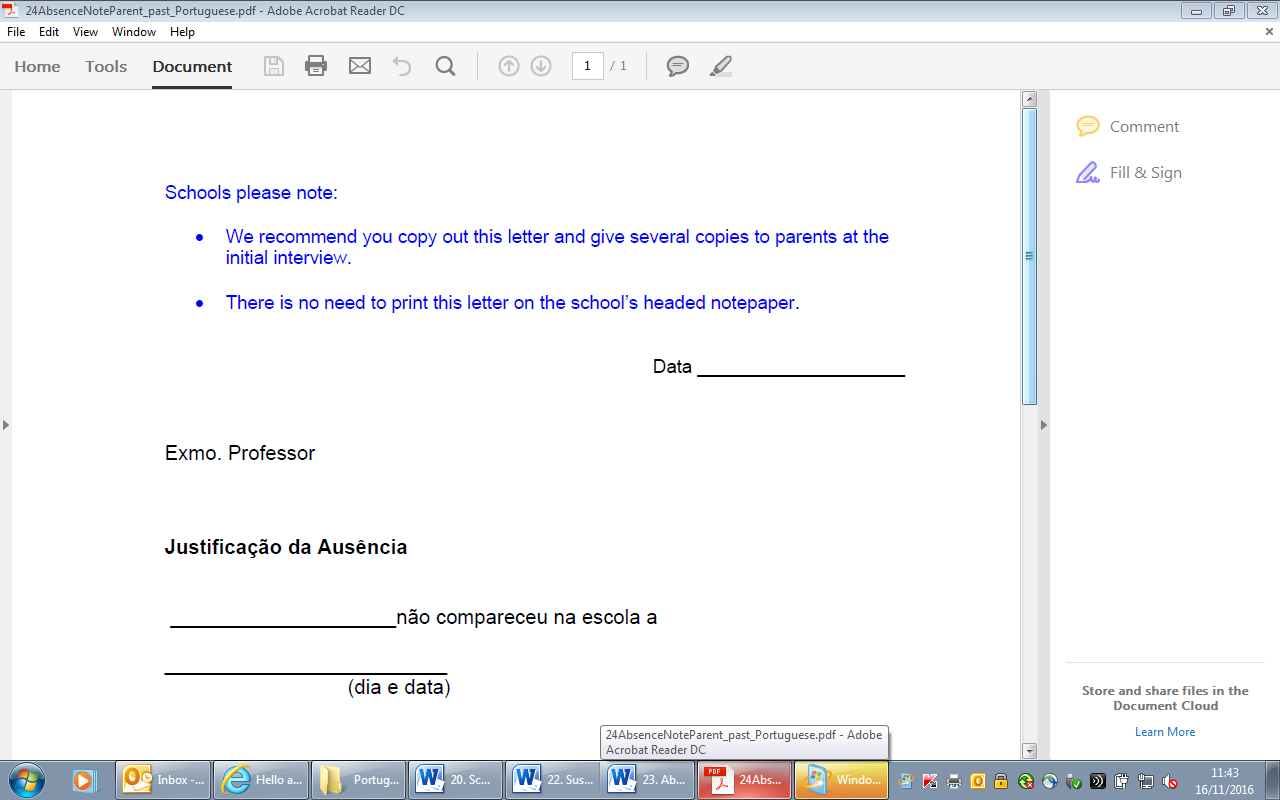 24AbsenceNoteParent_past_Portuguese.pdf - Adobe Acrobat Reader DC
File Edit View Window Help
Home Tools Document 1 / 1
Schools please note:
• We recommend you copy out this letter and give several copies to parents at the
initial interview.
• There is no need to print this letter on the school's headed notepaper.
Data ____________________
Exmo. Professor
Justificação da Ausência
____________________não compareceu na escola a
_________________________
(dia e data)
Comment
Fill & Sign
Store and share files in the
Document Cloud
Learn More
24AbsenceNoteParent_past_Portuguese.pdf - Adobe
Acrobat Reader DC
Inbox -... Hello a... Portug... 20. Sc... 22. Sus... 23. Ab... PDF 24Abs... Windo... 11:43
16/11/2016